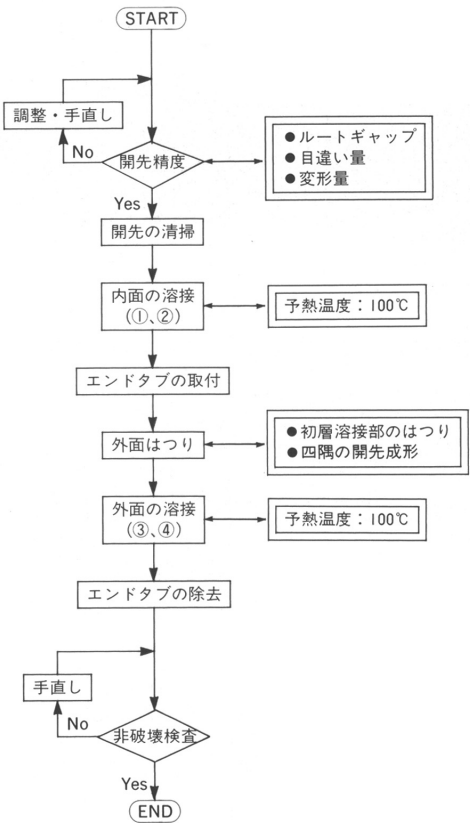 START
調整・手直し
No
開先精度
●ルートギャップ
●目違い量
●変形量
Yes
開先の清掃
内面の溶接
(①、②)
予熱温度：100℃
エンドタブの取付
外面はつり
●初層溶接部のはつり
●四隅の開先成形
外面の溶接
(③、④)
予熱温度：100℃
エンドタブの除去
手直し
No
非破壊検査
Yes
END